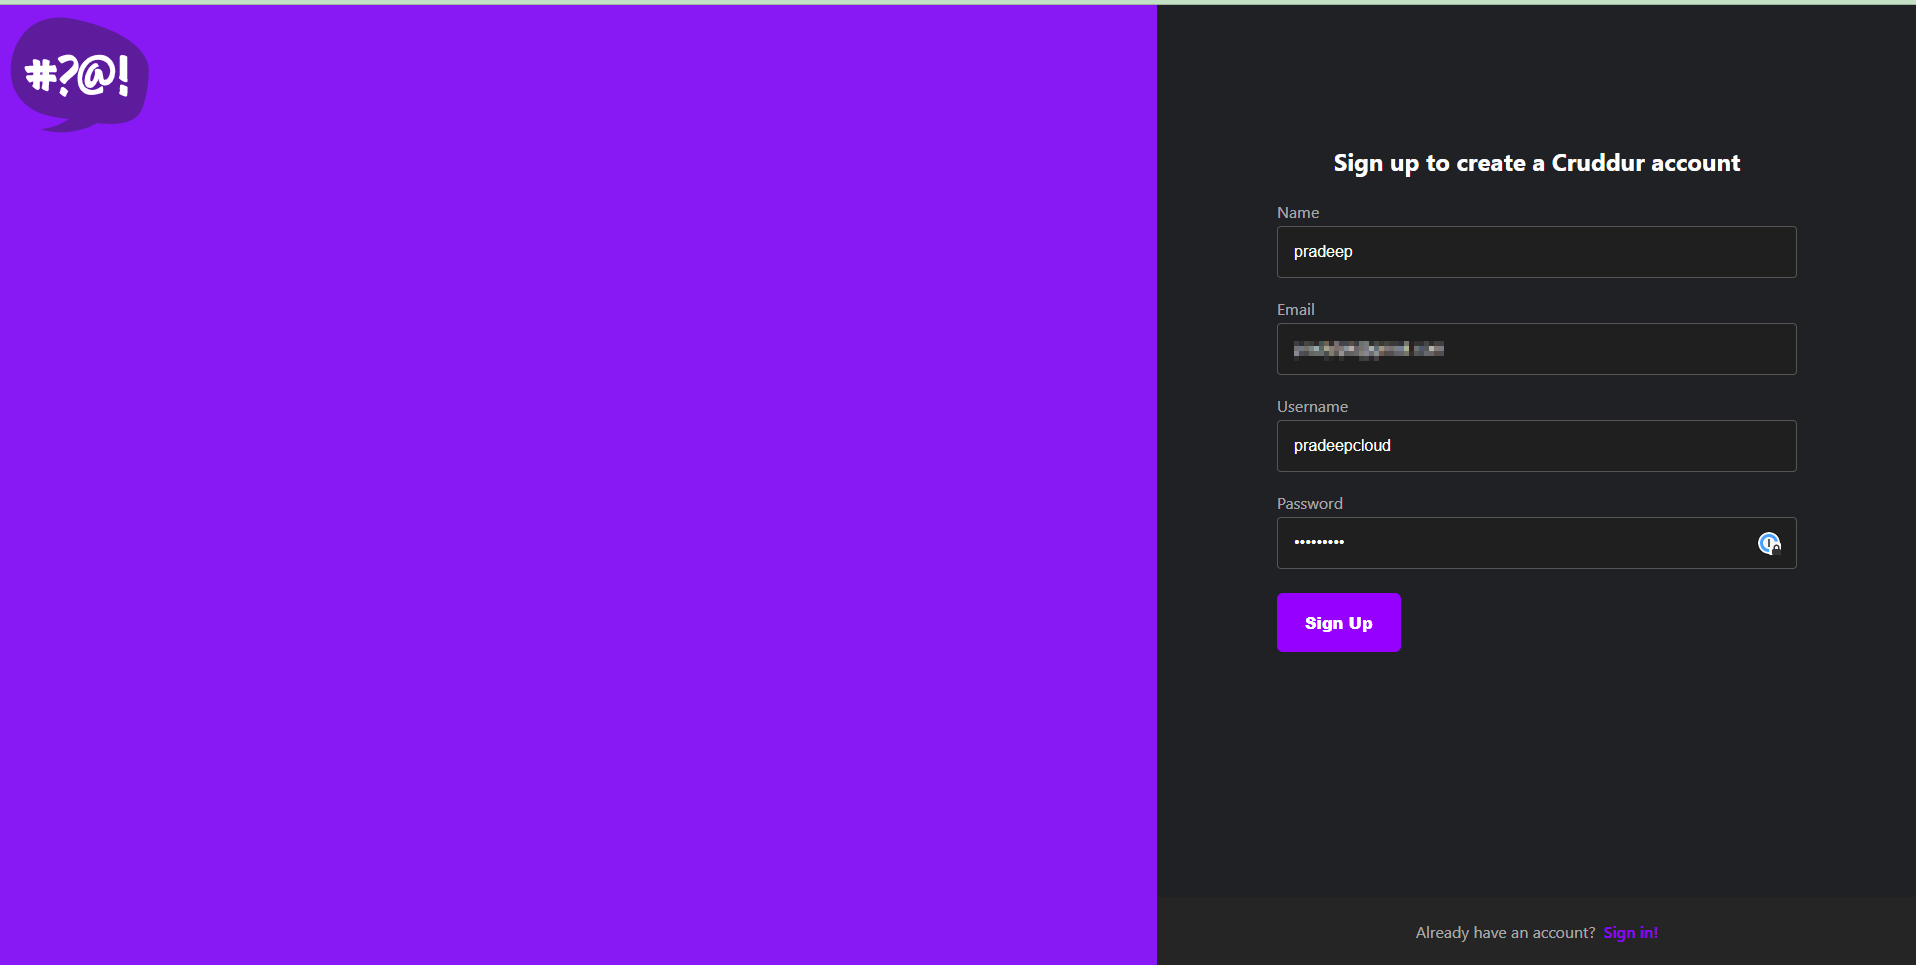 #?@!
Sign up to create a Cruddur account
Name
pradeep
Email
Username
pradeepcloud
Password
•••••••••
Sign Up
Already have an account? Sign in!